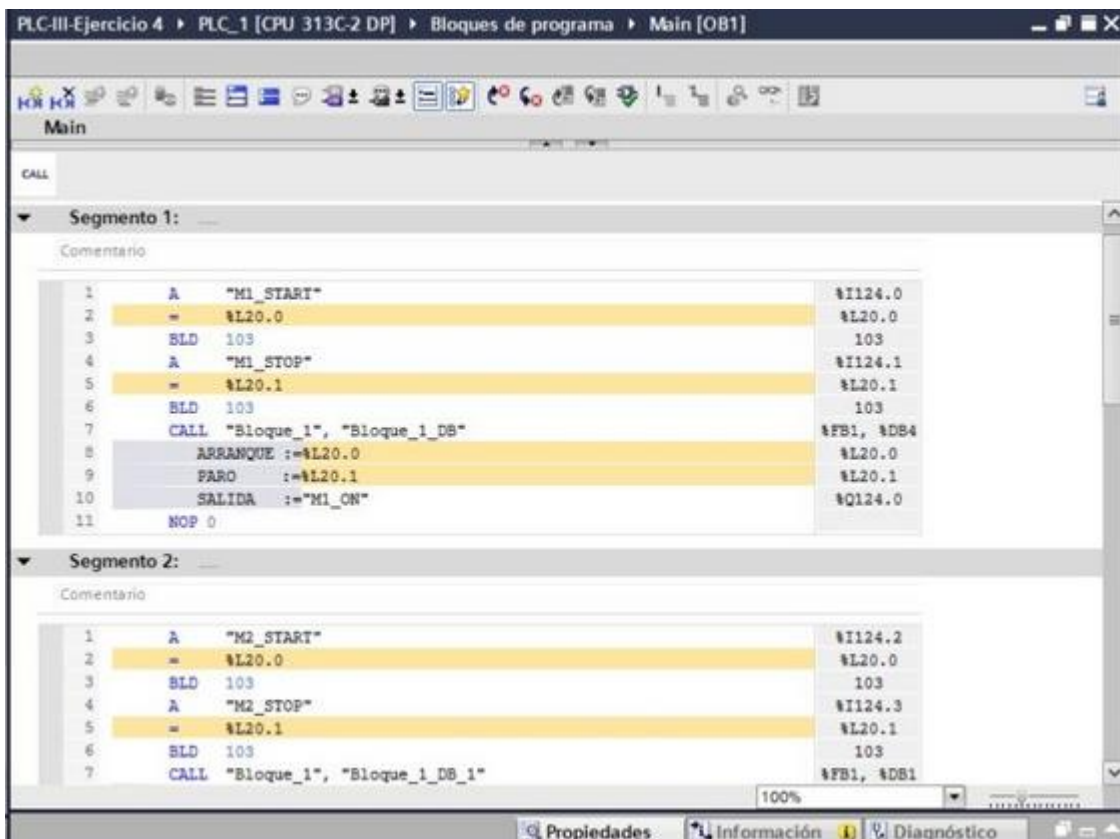 PLC-III-Ejercicio 4 ▸ PLC_1 [CPU 313C-2 DP] ▸ Bloques de programa ▸ Main [OB1]
Main
CALL
Segmento 1: ....
Comentario
1 A "M1_START" %I124.0
2 = %L20.0 %L20.0
3 BLD 103 103
4 A "M1_STOP" %I124.1
5 = %L20.1 %L20.1
6 BLD 103 103
7 CALL "Bloque_1", "Bloque_1_DB" %FB1, %DB4
8 ARRANQUE :=%L20.0 %L20.0
9 PARO :=%L20.1 %L20.1
10 SALIDA :="M1_ON" %Q124.0
11 NOP 0
Segmento 2: ....
Comentario
1 A "M2_START" %I124.2
2 = %L20.0 %L20.0
3 BLD 103 103
4 A "M2_STOP" %I124.3
5 = %L20.1 %L20.1
6 BLD 103 103
7 CALL "Bloque_1", "Bloque_1_DB_1" %FB1, %DB1
100%
Propiedades Información Diagnóstico